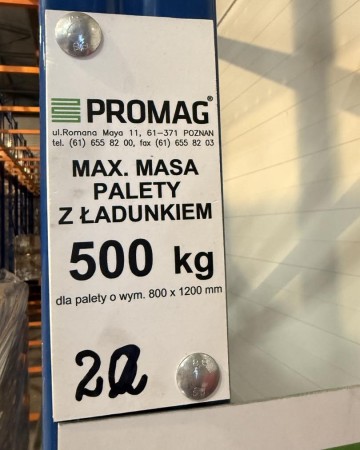 PROMAG®
ul.Romana Maya 11, 61-371 POZNAŃ
tel. (61) 655 82 00, fax (61) 655 82 03
MAX. MASA
PALETY
Z ŁADUNKIEM
500 kg
dla palety o wym. 800 x 1200 mm
2a